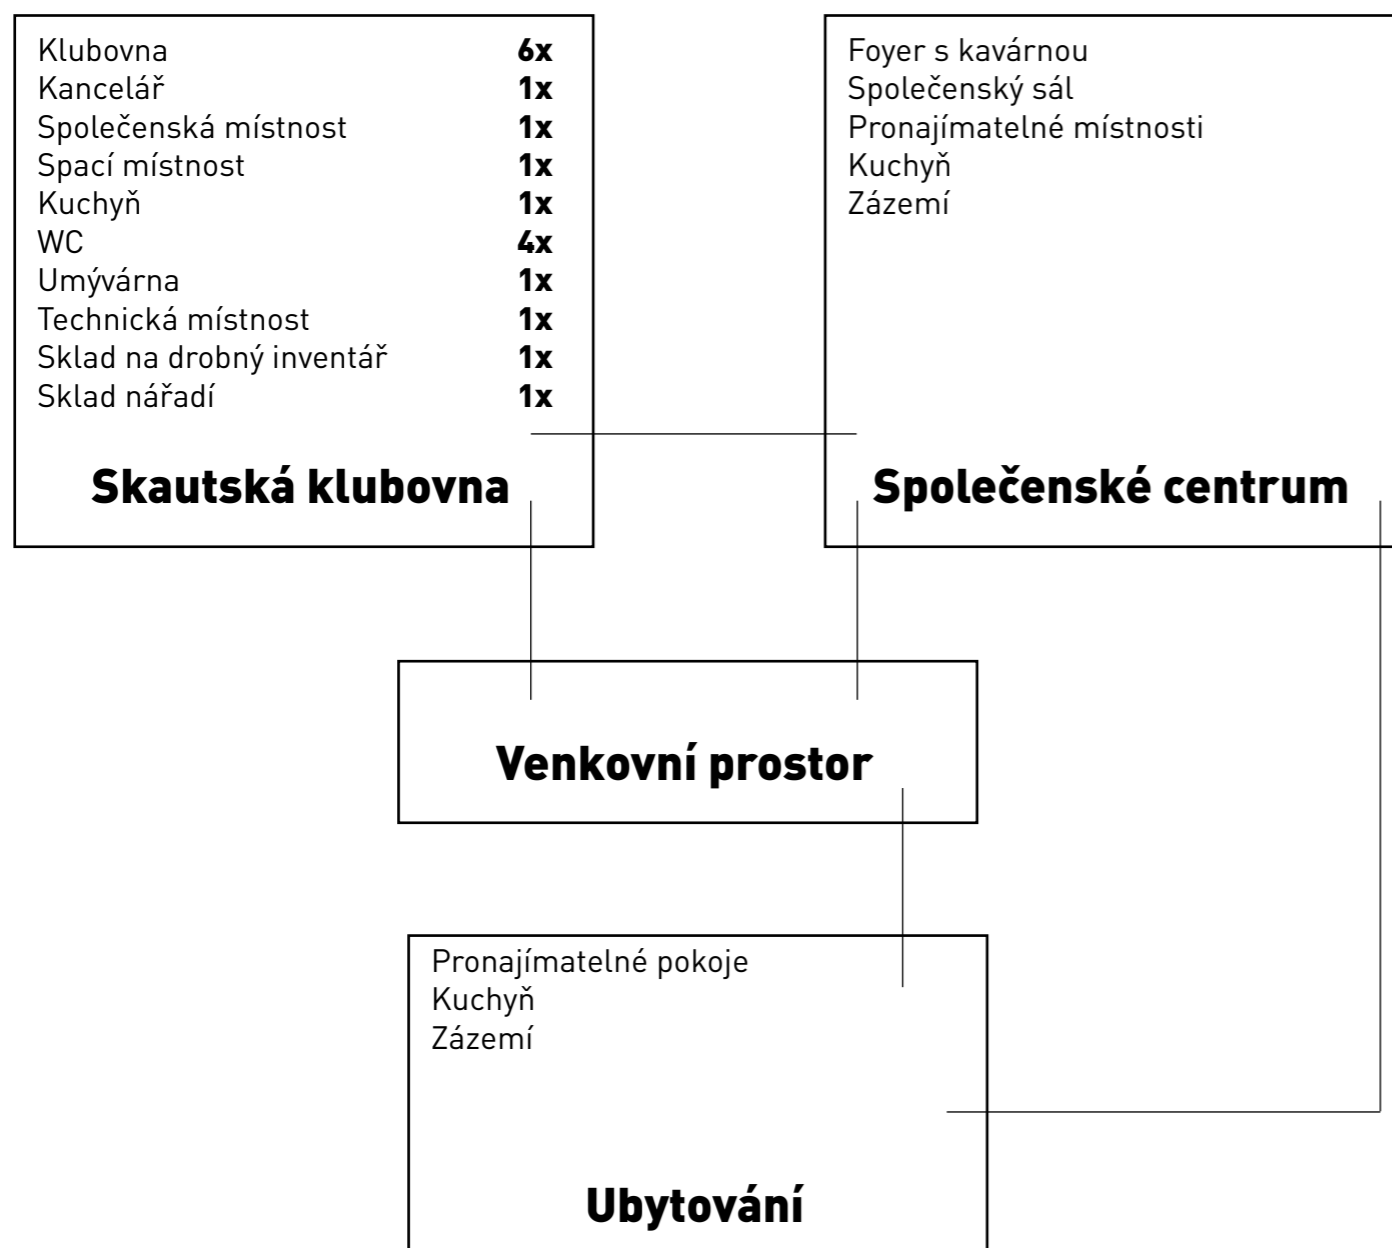 Klubovna 6x
Kancelář 1x
Společenská místnost 1x
Spací místnost 1x
Kuchyň 1x
WC 4x
Umývárna 1x
Technická místnost 1x
Sklad na drobný inventář 1x
Sklad nářadí 1x
Skautská klubovna
Foyer s kavárnou
Společenský sál
Pronajímatelné místnosti
Kuchyň
Zázemí
Společenské centrum
Venkovní prostor
Pronajímatelné pokoje
Kuchyň
Zázemí
Ubytování